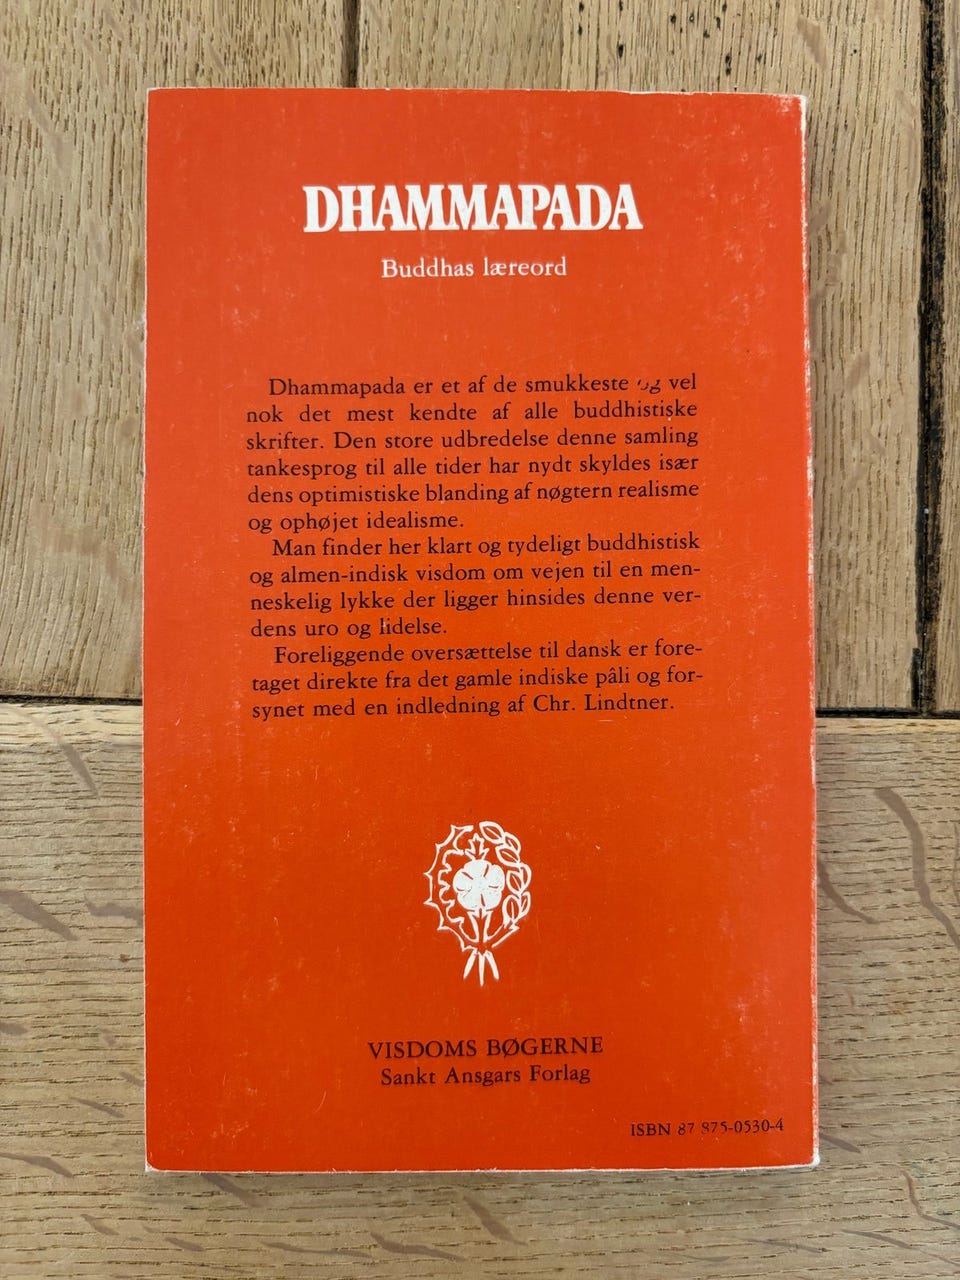 DHAMMAPADA
Buddhas læreord
Dhammapada er et af de smukkeste og vel
nok det mest kendte af alle buddhistiske
skrifter. Den store udbredelse denne samling
tankesprog til alle tider har nydt skyldes især
dens optimistiske blanding af nøgtern realisme
og ophøjet idealisme.
Man finder her klart og tydeligt buddhistisk
og almen-indisk visdom om vejen til en men-
neskelig lykke der ligger hinsides denne ver-
dens uro og lidelse.
Foreliggende oversættelse til dansk er fore-
taget direkte fra det gamle indiske pâli og for-
synet med en indledning af Chr. Lindtner.
VISDOMS BØGERNE
Sankt Ansgars Forlag
ISBN 87 875-0530-4